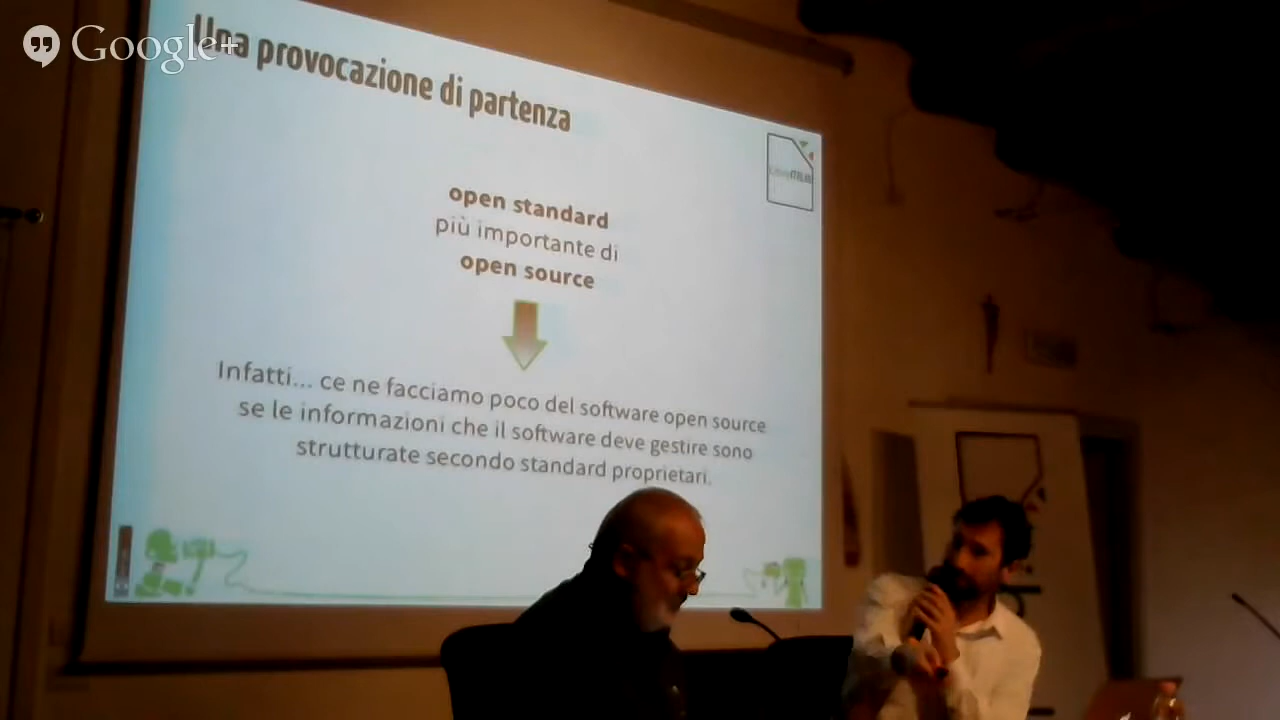 Google+
Una provocazione di partenza
open standard
più importante di
open source
Infatti... ce ne facciamo poco del software open source
se le informazioni che il software deve gestire sono
strutturate secondo standard proprietari.